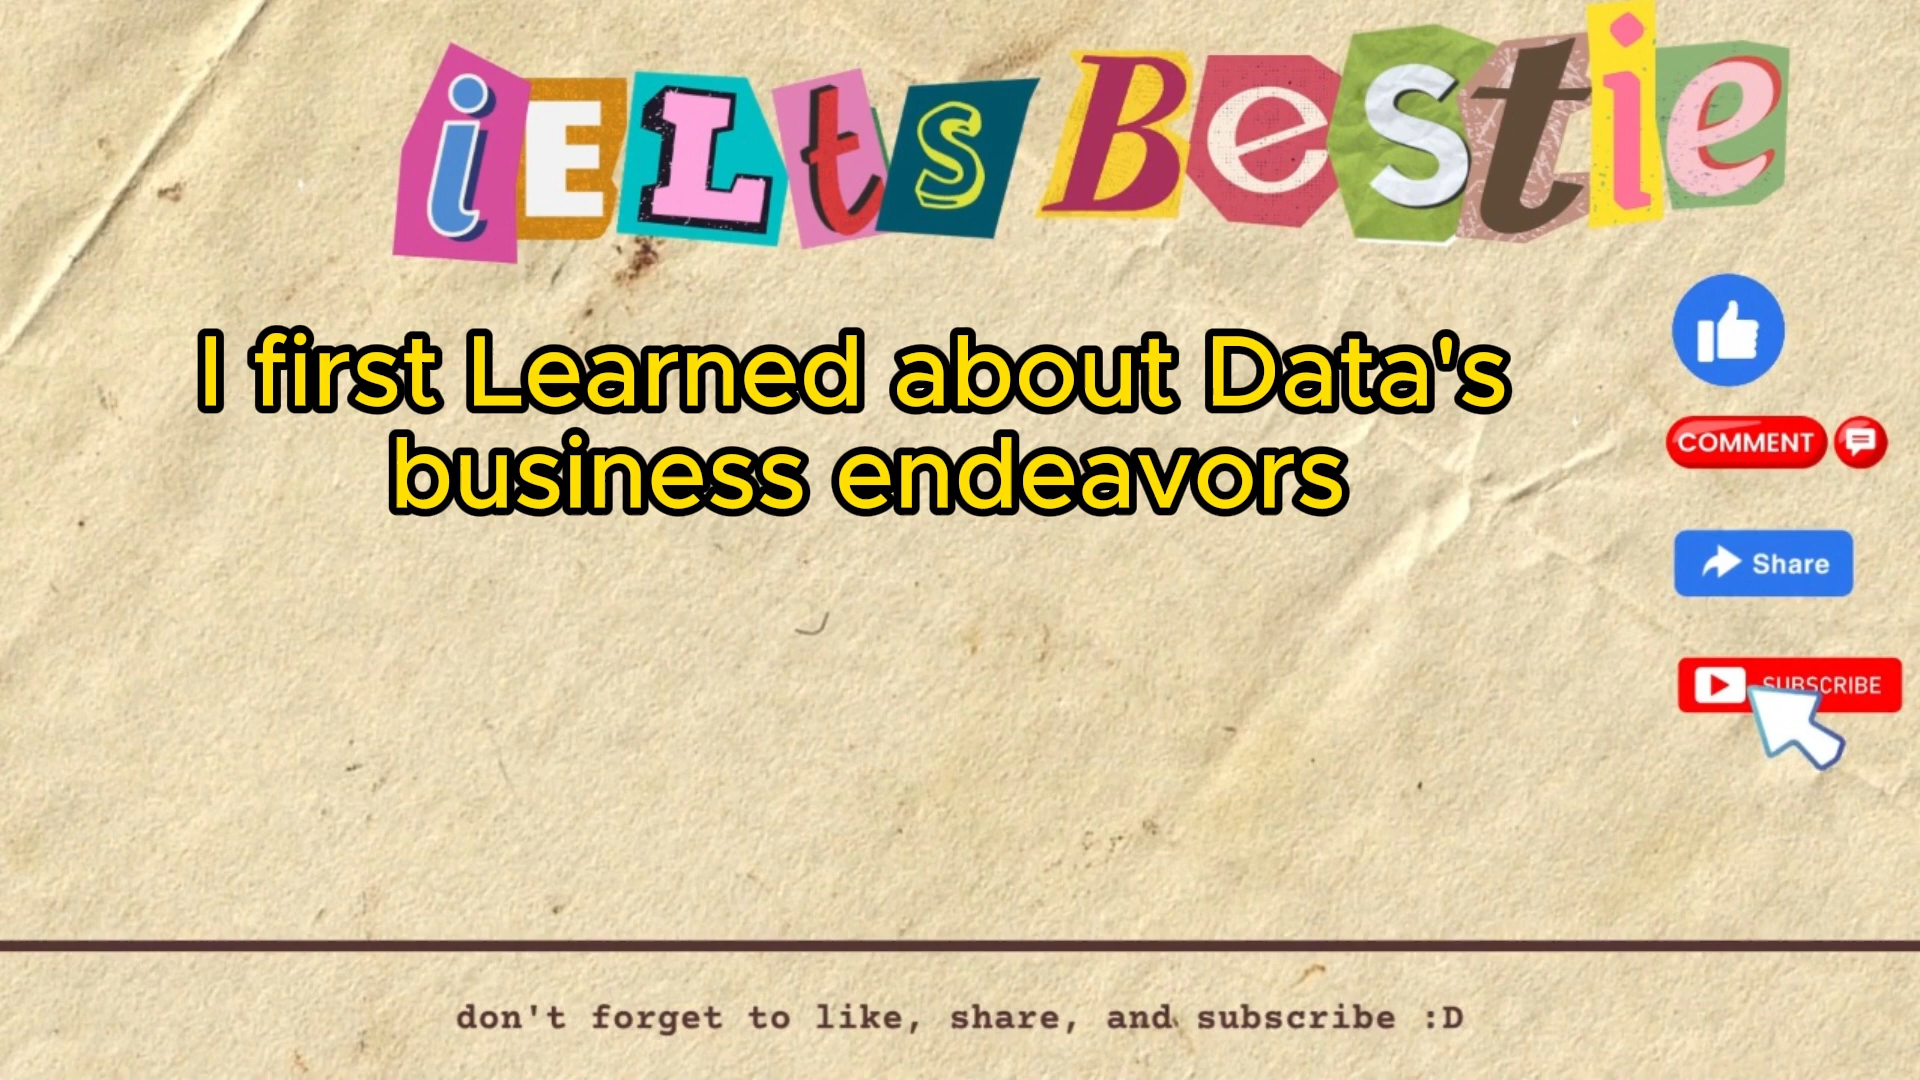 iELts Bestie
I first Learned about Data's
business endeavors
COMMENT
Share
SUBSCRIBE
don't forget to like, share, and subscribe :D